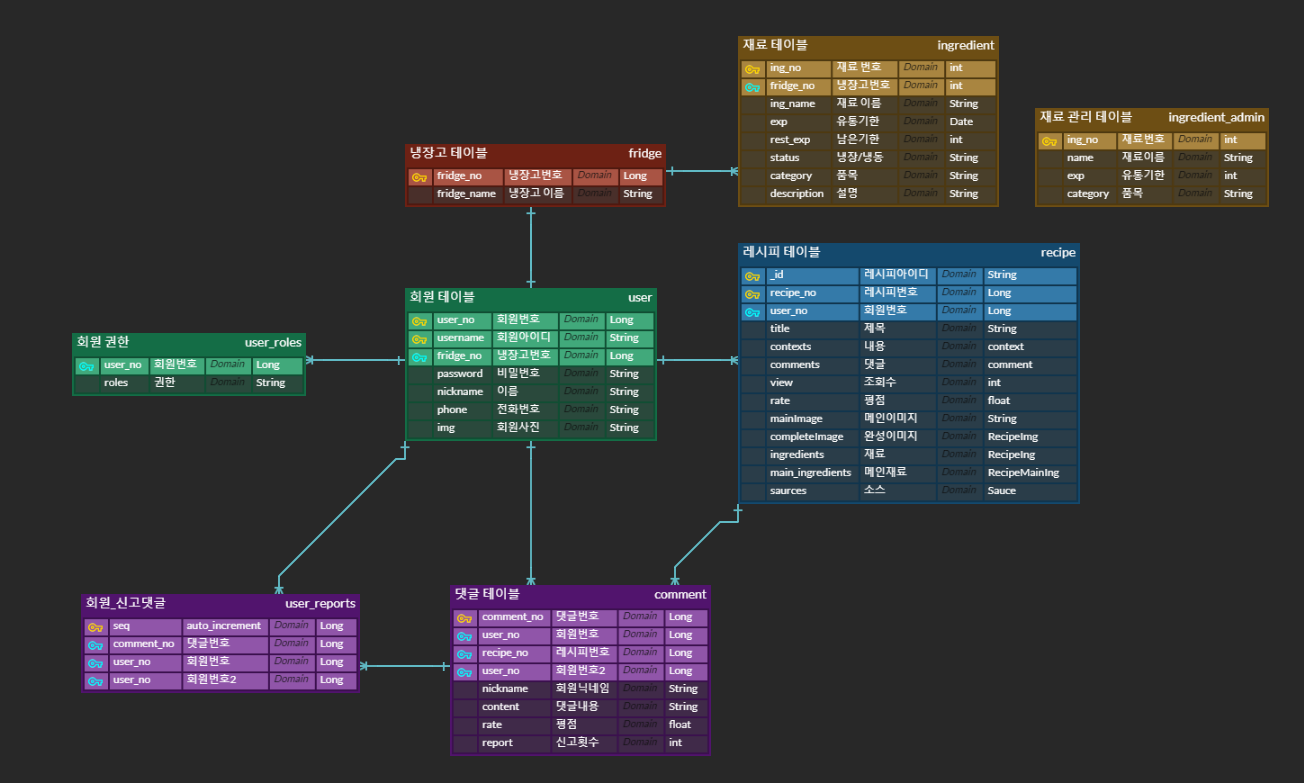 재료 테이블 ingredient
ing_no 재료 번호 Domain int
fridge_no 냉장고번호 Domain int
ing_name 재료 이름 Domain String
exp 유통기한 Domain Date
rest_exp 남은기한 Domain int
status 냉장/냉동 Domain String
category 품목 Domain String
description 설명 Domain String
재료 관리 테이블 ingredient_admin
ing_no 재료번호 Domain int
name 재료이름 Domain String
exp 유통기한 Domain int
category 품목 Domain String
냉장고 테이블 fridge
fridge_no 냉장고번호 Domain Long
fridge_name 냉장고 이름 Domain String
레시피 테이블 recipe
_id 레시피아이디 Domain String
recipe_no 레시피번호 Domain Long
user_no 회원번호 Domain Long
title 제목 Domain String
contexts 내용 Domain context
comments 댓글 Domain comment
view 조회수 Domain int
rate 평점 Domain float
mainImage 메인이미지 Domain String
completeImage 완성이미지 Domain RecipeImg
ingredients 재료 Domain RecipeIng
main_ingredients 메인재료 Domain RecipeMainIng
saurces 소스 Domain Sauce
회원 테이블 user
user_no 회원번호 Domain Long
username 회원아이디 Domain String
fridge_no 냉장고번호 Domain Long
password 비밀번호 Domain String
nickname 이름 Domain String
phone 전화번호 Domain String
img 회원사진 Domain String
회원 권한 user_roles
user_no 회원번호 Domain Long
roles 권한 Domain String
회원_신고댓글 user_reports
seq auto_increment Domain Long
comment_no 댓글번호 Domain Long
user_no 회원번호 Domain Long
user_no 회원번호2 Domain Long
댓글 테이블 comment
comment_no 댓글번호 Domain Long
user_no 회원번호 Domain Long
recipe_no 레시피번호 Domain Long
user_no 회원번호2 Domain Long
nickname 회원닉네임 Domain String
content 댓글내용 Domain String
rate 평점 Domain float
report 신고횟수 Domain int